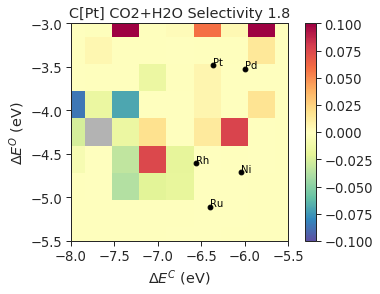 C[Pt] CO2+H2O Selectivity 1.8
−3.0
−3.5
−4.0
−4.5
−5.0
−5.5
ΔE^O (eV)
Pt
Pd
Rh
Ni
Ru
−8.0 −7.5 −7.0 −6.5 −6.0 −5.5
ΔE^C (eV)
0.100
0.075
0.050
0.025
0.000
−0.025
−0.050
−0.075
−0.100